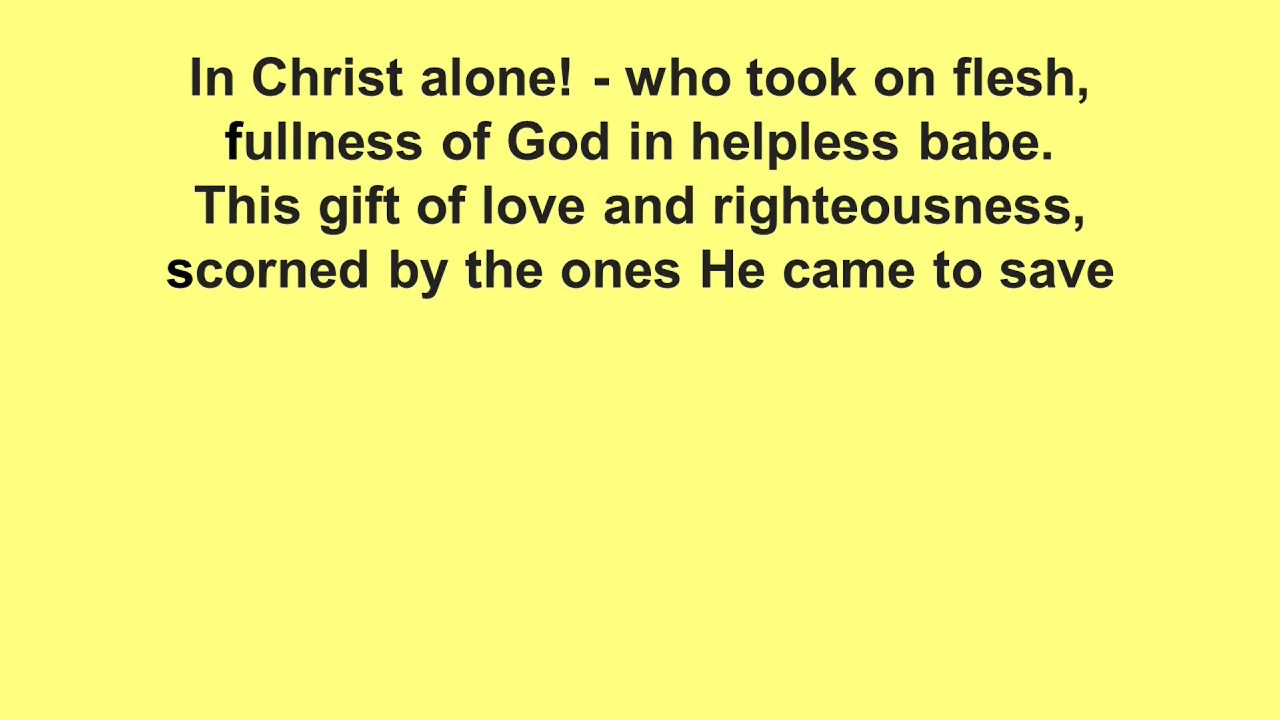 In Christ alone! - who took on flesh,
fullness of God in helpless babe.
This gift of love and righteousness,
scorned by the ones He came to save